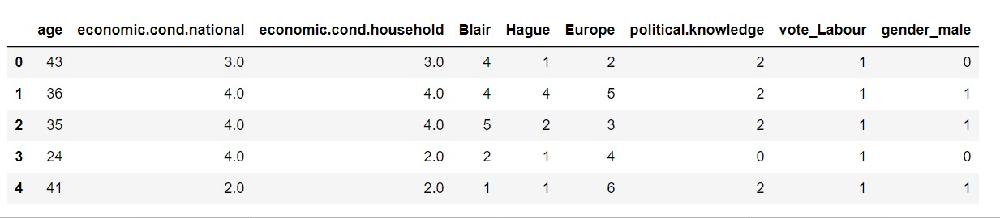 age economic.cond.national economic.cond.household Blair Hague Europe political.knowledge vote_Labour gender_male
0 43 3.0 3.0 4 1 2 2 1 0
1 36 4.0 4.0 4 4 5 2 1 1
2 35 4.0 4.0 5 2 3 2 1 1
3 24 4.0 2.0 2 1 4 0 1 0
4 41 2.0 2.0 1 1 6 2 1 1